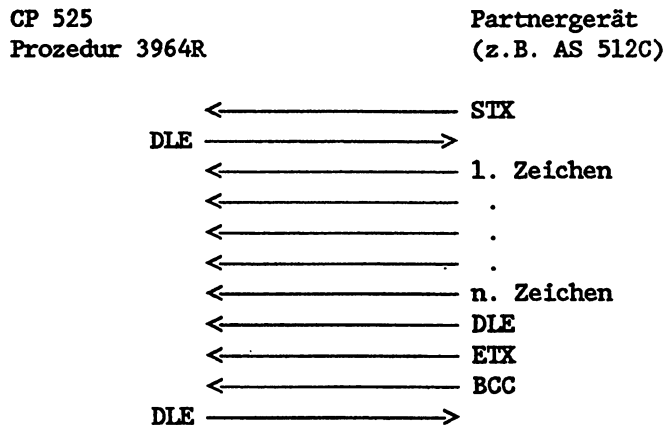 CP 525 Partnergerät
Prozedur 3964R (z.B. AS 512C)
STX
DLE
1. Zeichen
.
.
.
n. Zeichen
DLE
ETX
BCC
DLE